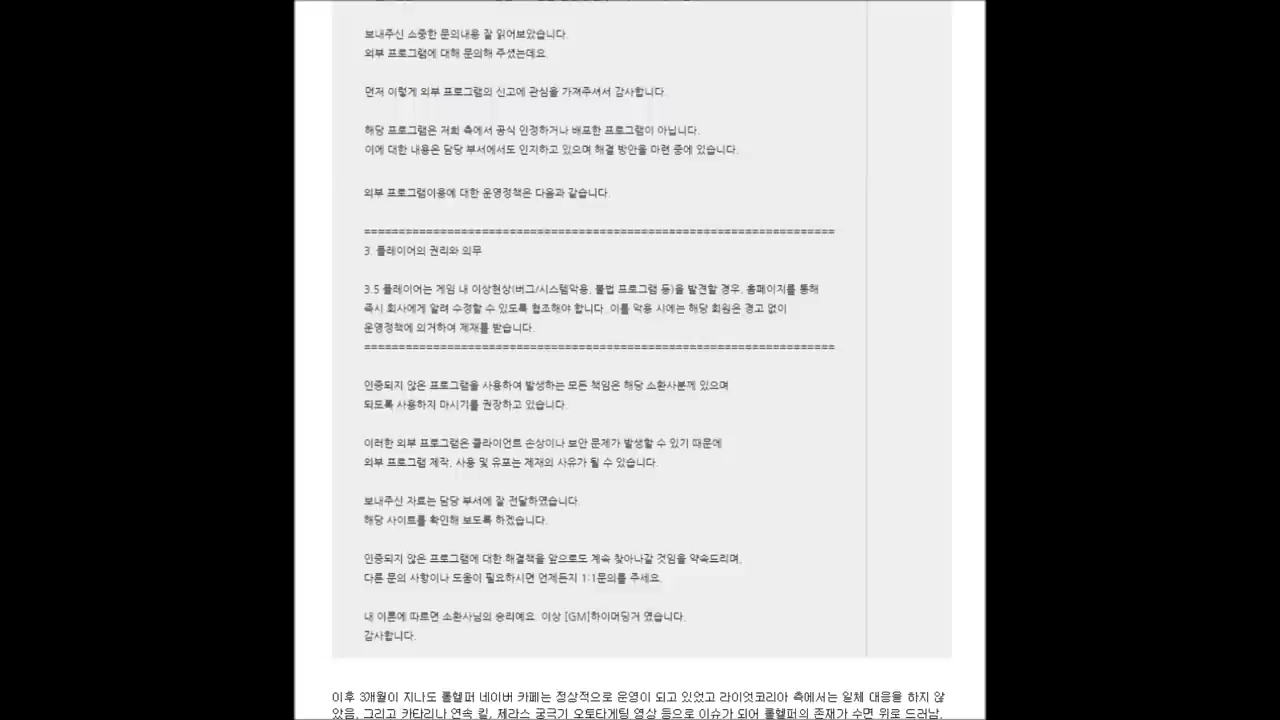 보내주신 소중한 문의내용 잘 읽어보았습니다.
외부 프로그램에 대해 문의해 주셨는데요.
먼저 이렇게 외부 프로그램의 신고에 관심을 가져주셔서 감사합니다.
해당 프로그램은 저희 측에서 공식 인정하거나 배포한 프로그램이 아닙니다.
이에 대한 내용은 담당 부서에서도 인지하고 있으며 해결 방안을 마련 중에 있습니다.
외부 프로그램이용에 대한 운영정책은 다음과 같습니다.
====================================================================
3. 플레이어의 권리와 의무
3.5 플레이어는 게임 내 이상현상(버그/시스템악용, 불법 프로그램 등)을 발견할 경우, 홈페이지를 통해
즉시 회사에게 알려 수정할 수 있도록 협조해야 합니다. 이를 악용 시에는 해당 회원은 경고 없이
운영정책에 의거하여 제재를 받습니다.
====================================================================
인증되지 않은 프로그램을 사용하여 발생하는 모든 책임은 해당 소환사분께 있으며
되도록 사용하지 마시기를 권장하고 있습니다.
이러한 외부 프로그램은 클라이언트 손상이나 보안 문제가 발생할 수 있기 때문에
외부 프로그램 제작, 사용 및 유포는 제재의 사유가 될 수 있습니다.
보내주신 자료는 담당 부서에 잘 전달하였습니다.
해당 사이트를 확인해 보도록 하겠습니다.
인증되지 않은 프로그램에 대한 해결책을 앞으로도 계속 찾아나갈 것임을 약속드리며,
다른 문의 사항이나 도움이 필요하시면 언제든지 1:1문의를 주세요.
내 이론에 따르면 소환사님의 승리예요. 이상 [GM]하이머딩거 였습니다.
감사합니다.
이후 3개월이 지나도 롤헬퍼 네이버 카페는 정상적으로 운영이 되고 있었고 라이엇코리아 측에서는 일체 대응을 하지 않
았음. 그리고 카타리나 연속 킬, 제라스 궁극기 오토타게팅 영상 등으로 이슈가 되어 롤헬퍼의 존재가 수면 위로 드러남.